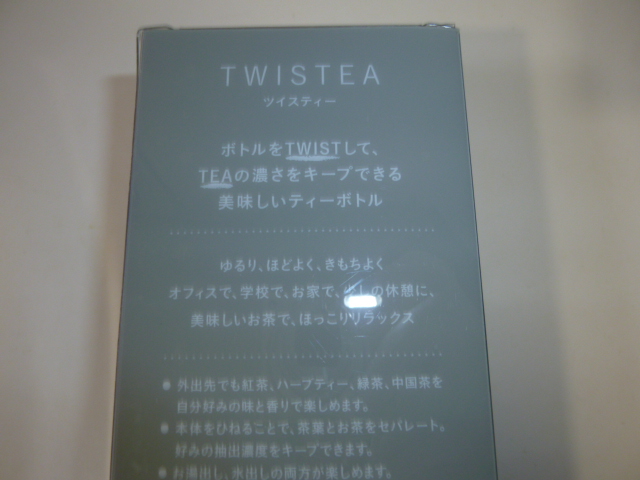 TWISTEA
ツイスティー
ボトルをTWISTして、
TEAの濃さをキープできる
美味しいティーボトル
ゆるり、ほどよく、きもちよく
オフィスで、学校で、お家で、少しの休憩に、
美味しいお茶で、ほっこりリラックス
● 外出先でも紅茶、ハーブティー、緑茶、中国茶を
自分好みの味と香りで楽しめます。
● 本体をひねることで、茶葉とお茶をセパレート。
好みの抽出濃度をキープできます。
● お湯出し、水出しの両方が楽しめます。